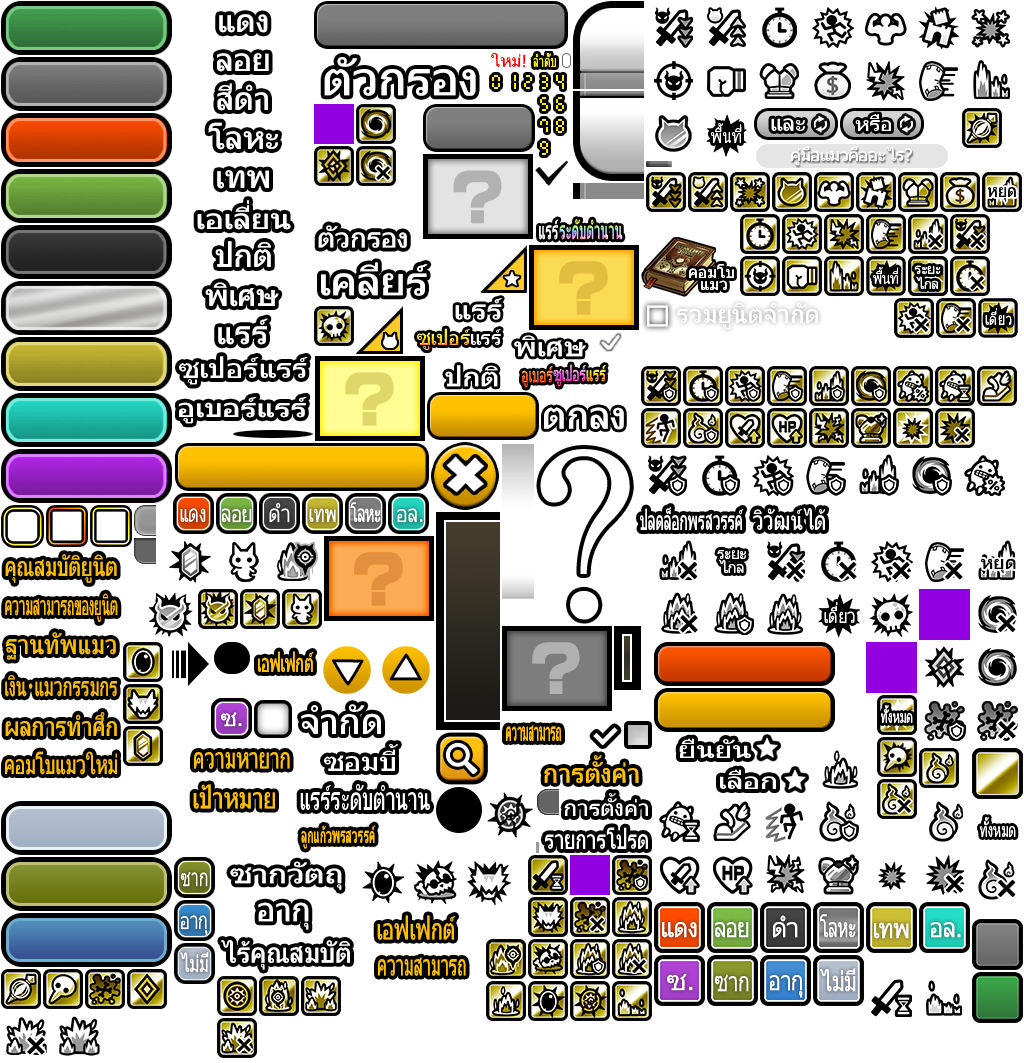 แดง
ลอย
สีดำ
โลหะ
เทพ
เอเลี่ยน
ปกติ
พิเศษ
แรร์
ซูเปอร์แรร์
อูเบอร์แรร์
ใหม่! ลำดับ
ตัวกรอง
0 1 2 3 4
5 6
7 8
9
ตัวกรอง
เคลียร์
แรร์ระดับตำนาน
แรร์
ซูเปอร์แรร์
พิเศษ
อูเบอร์ซูเปอร์แรร์
ปกติ
ตกลง
และ
หรือ
พื้นที่
คู่มือแมวคืออะไร?
หยุด
คอมโบ
แมว
พื้นที่
ระยะ
ไกล
เดี่ยว
รวมยูนิตจำกัด
HP
ปลดล็อกพรสวรรค์
วิวัฒน์ได้
ระยะ
ไกล
หยุด
เดี่ยว
แดง
ลอย
ดำ
เทพ
โลหะ
อล.
คุณสมบัติยูนิต
ความสามารถของยูนิต
ฐานทัพแมว
เงิน·แมวกรรมกร
ผลการทำศึก
คอมโบแมวใหม่
เอฟเฟกต์
ซ.
จำกัด
ความหายาก
ซอมบี้
เป้าหมาย
แรร์ระดับตำนาน
ลูกแก้วพรสวรรค์
ความสามารถ
การตั้งค่า
การตั้งค่า
รายการโปรด
ยืนยัน
เลือก
ทั้งหมด
ทั้งหมด
HP
ซาก
อากุ
ไม่มี
ซากวัตถุ
อากุ
ไร้คุณสมบัติ
เอฟเฟกต์
ความสามารถ
แดง
ลอย
ดำ
โลหะ
เทพ
อล.
ซ.
ซาก
อากุ
ไม่มี